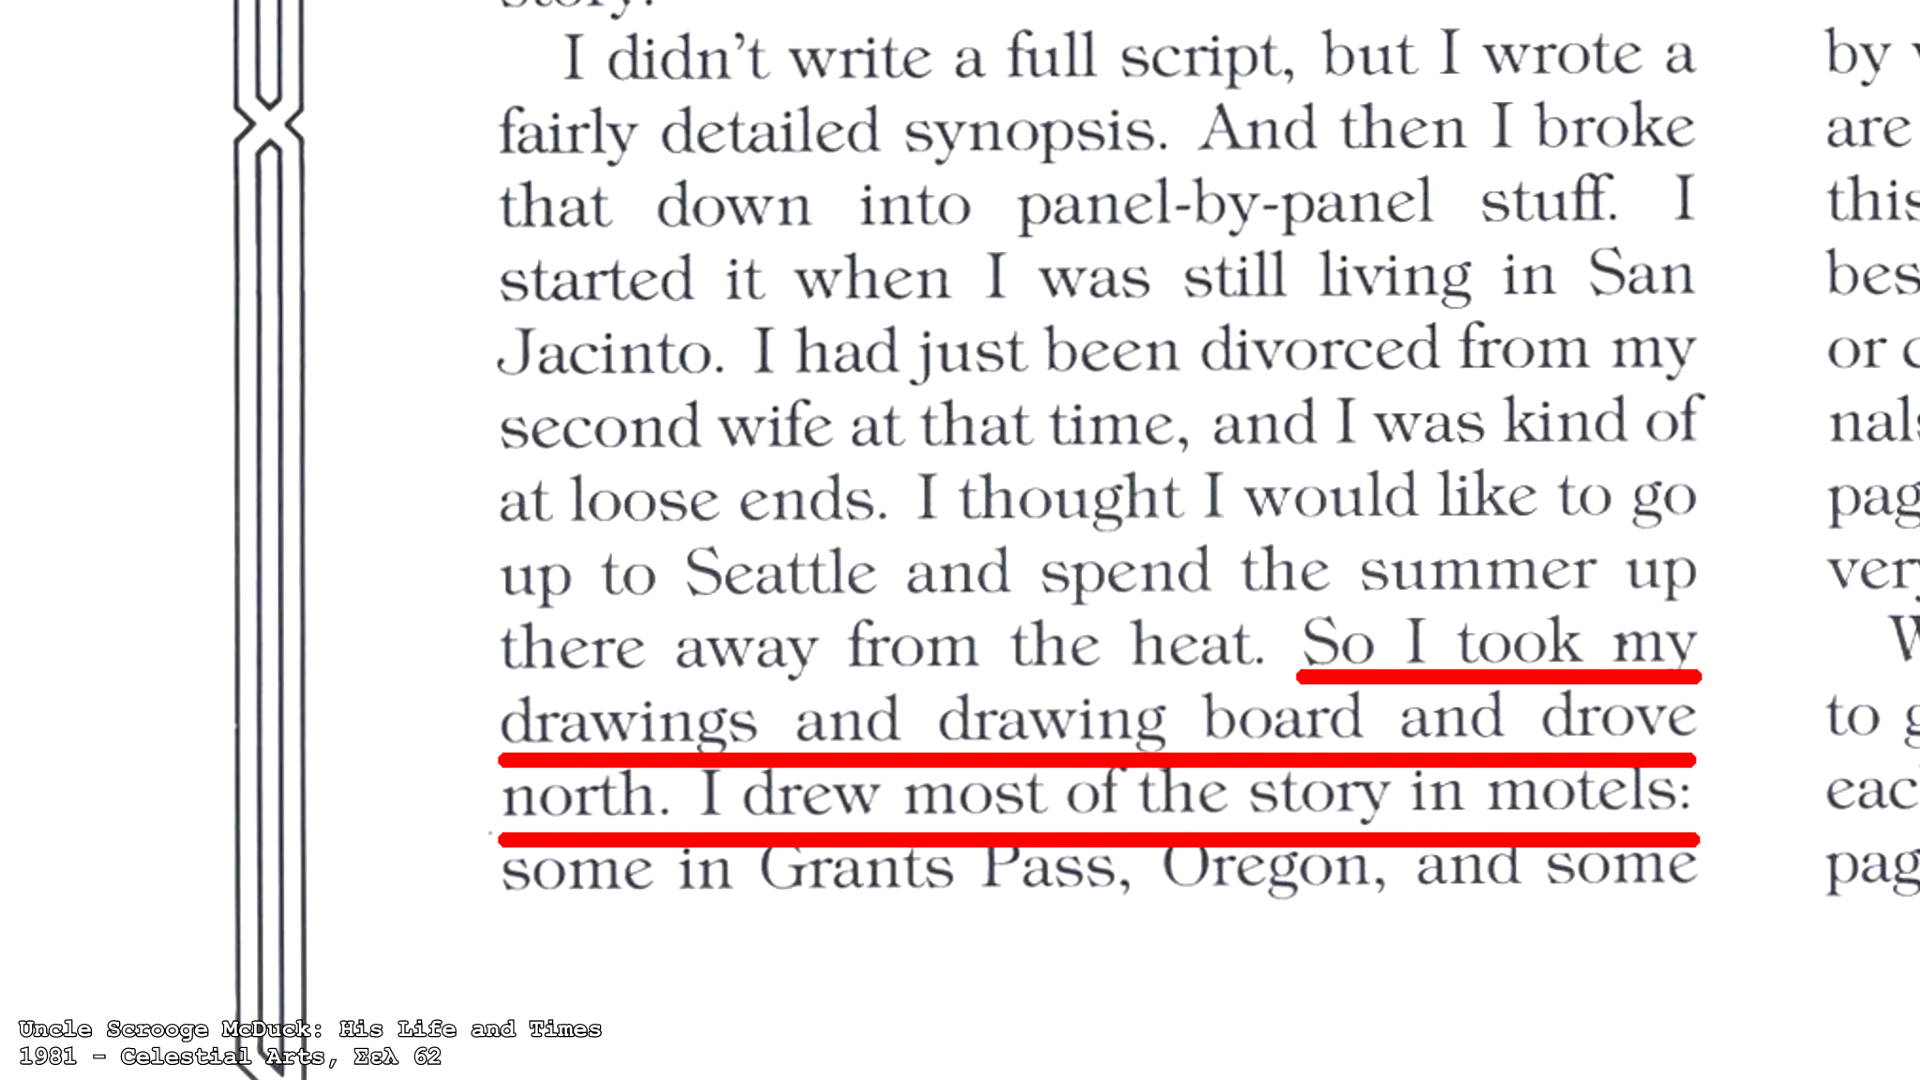 story.
I didn't write a full script, but I wrote a
fairly detailed synopsis. And then I broke
that down into panel-by-panel stuff. I
started it when I was still living in San
Jacinto. I had just been divorced from my
second wife at that time, and I was kind of
at loose ends. I thought I would like to go
up to Seattle and spend the summer up
there away from the heat. So I took my
drawings and drawing board and drove
north. I drew most of the story in motels:
some in Grants Pass, Oregon, and some
by
are
this
bes
or
nals
pag
very
to
eac
pag
Uncle Scrooge McDuck: His Life and Times
1981 - Celestial Arts, Σελ 62